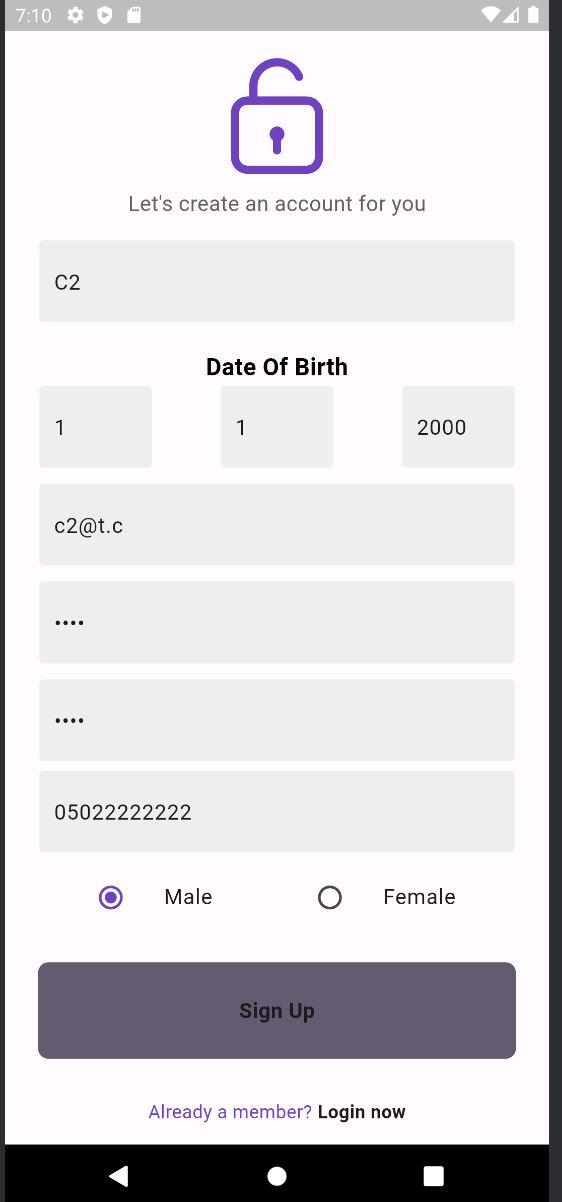 7:10
Let's create an account for you
C2
Date Of Birth
1 1 2000
c2@t.c
••••
••••
05022222222
Male Female
Sign Up
Already a member? Login now